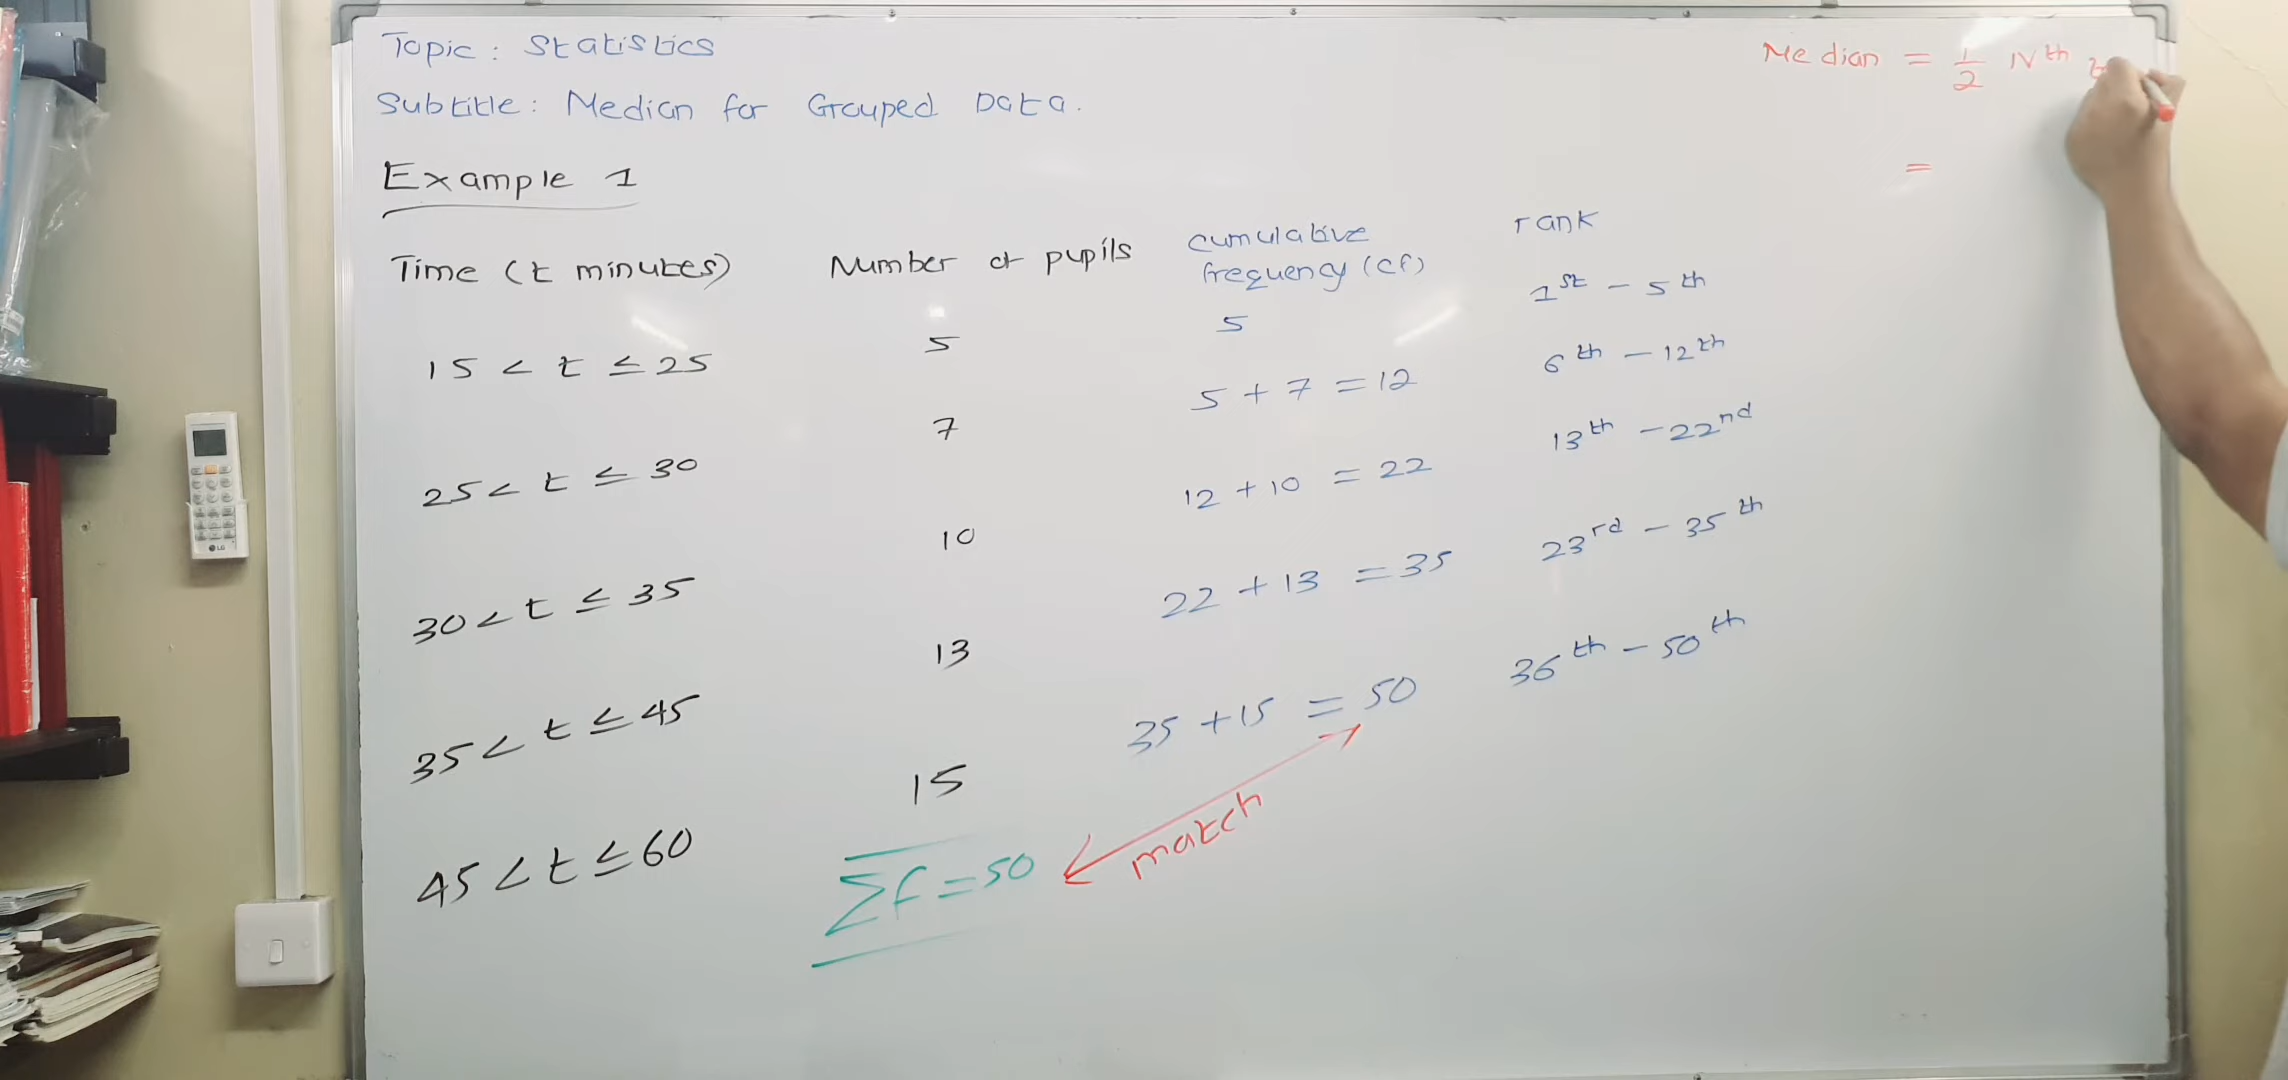 Topic: Statistics
Median = 1/2 Nth
Subtitle: Median for Grouped Data.
=
Example 1
Time (t minutes) Number of pupils cumulative frequency (cf) rank
15 < t ≤ 25 5 5 1st - 5th
25 < t ≤ 30 7 5 + 7 = 12 6th - 12th
30 < t ≤ 35 10 12 + 10 = 22 13th - 22nd
35 < t ≤ 45 13 22 + 13 = 35 23rd - 35th
45 < t ≤ 60 15 35 + 15 = 50 36th - 50th
∑f = 50 match
LG